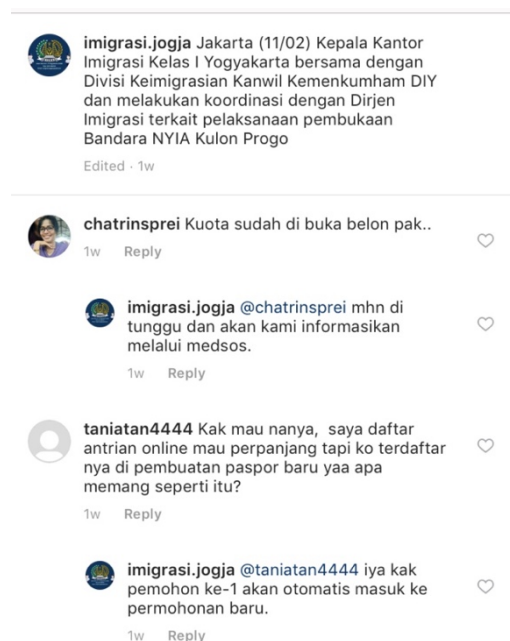 imigrasi.jogja Jakarta (11/02) Kepala Kantor
Imigrasi Kelas I Yogyakarta bersama dengan
Divisi Keimigrasian Kanwil Kemenkumham DIY
dan melakukan koordinasi dengan Dirjen
Imigrasi terkait pelaksanaan pembukaan
Bandara NYIA Kulon Progo
Edited · 1w
chatrinsprei Kuota sudah di buka belon pak..
1w Reply
imigrasi.jogja @chatrinsprei mhn di
tunggu dan akan kami informasikan
melalui medsos.
1w Reply
taniatan4444 Kak mau nanya, saya daftar
antrian online mau perpanjang tapi ko terdaftar
nya di pembuatan paspor baru yaa apa
memang seperti itu?
1w Reply
imigrasi.jogja @taniatan4444 iya kak
pemohon ke-1 akan otomatis masuk ke
permohonan baru.
1w Reply